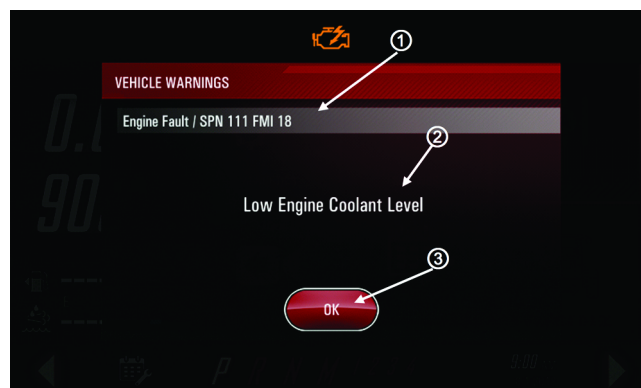 ①
VEHICLE WARNINGS
Engine Fault / SPN 111 FMI 18
②
Low Engine Coolant Level
③
OK
P R N M